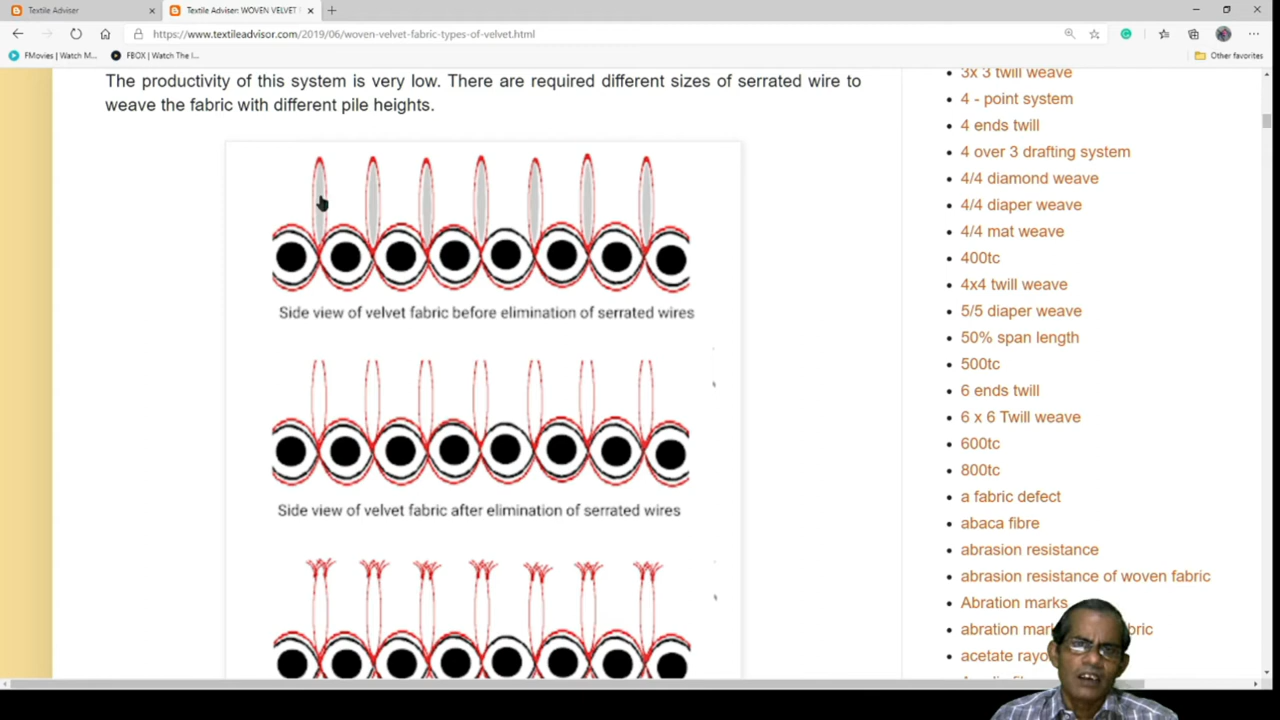 Textile Adviser
Textile Adviser: WOVEN VELVET
https://www.textileadvisor.com/2019/06/woven-velvet-fabric-types-of-velvet.html
FMovies | Watch M...
FBOX | Watch The I...
Other favorites
The productivity of this system is very low. There are required different sizes of serrated wire to
weave the fabric with different pile heights.
Side view of velvet fabric before elimination of serrated wires
Side view of velvet fabric after elimination of serrated wires
3x 3 twill weave
4 - point system
4 ends twill
4 over 3 drafting system
4/4 diamond weave
4/4 diaper weave
4/4 mat weave
400tc
4x4 twill weave
5/5 diaper weave
50% span length
500tc
6 ends twill
6 x 6 Twill weave
600tc
800tc
a fabric defect
abaca fibre
abrasion resistance
abrasion resistance of woven fabric
Abration marks
abration
acetate